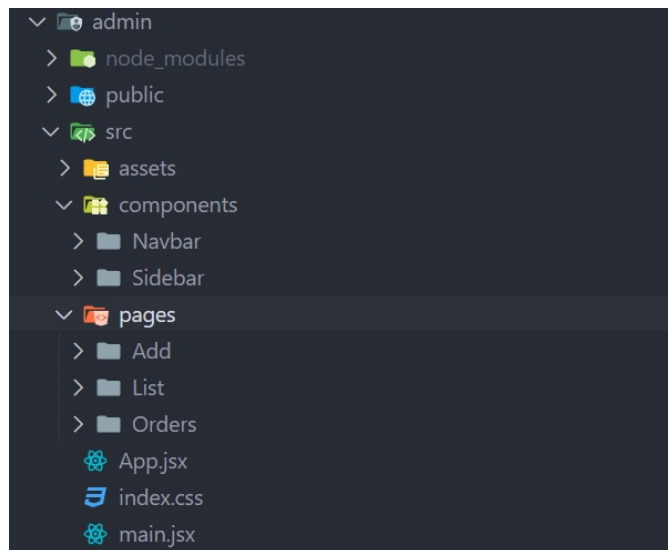 admin
node_modules
public
src
assets
components
Navbar
Sidebar
pages
Add
List
Orders
App.jsx
index.css
main.jsx